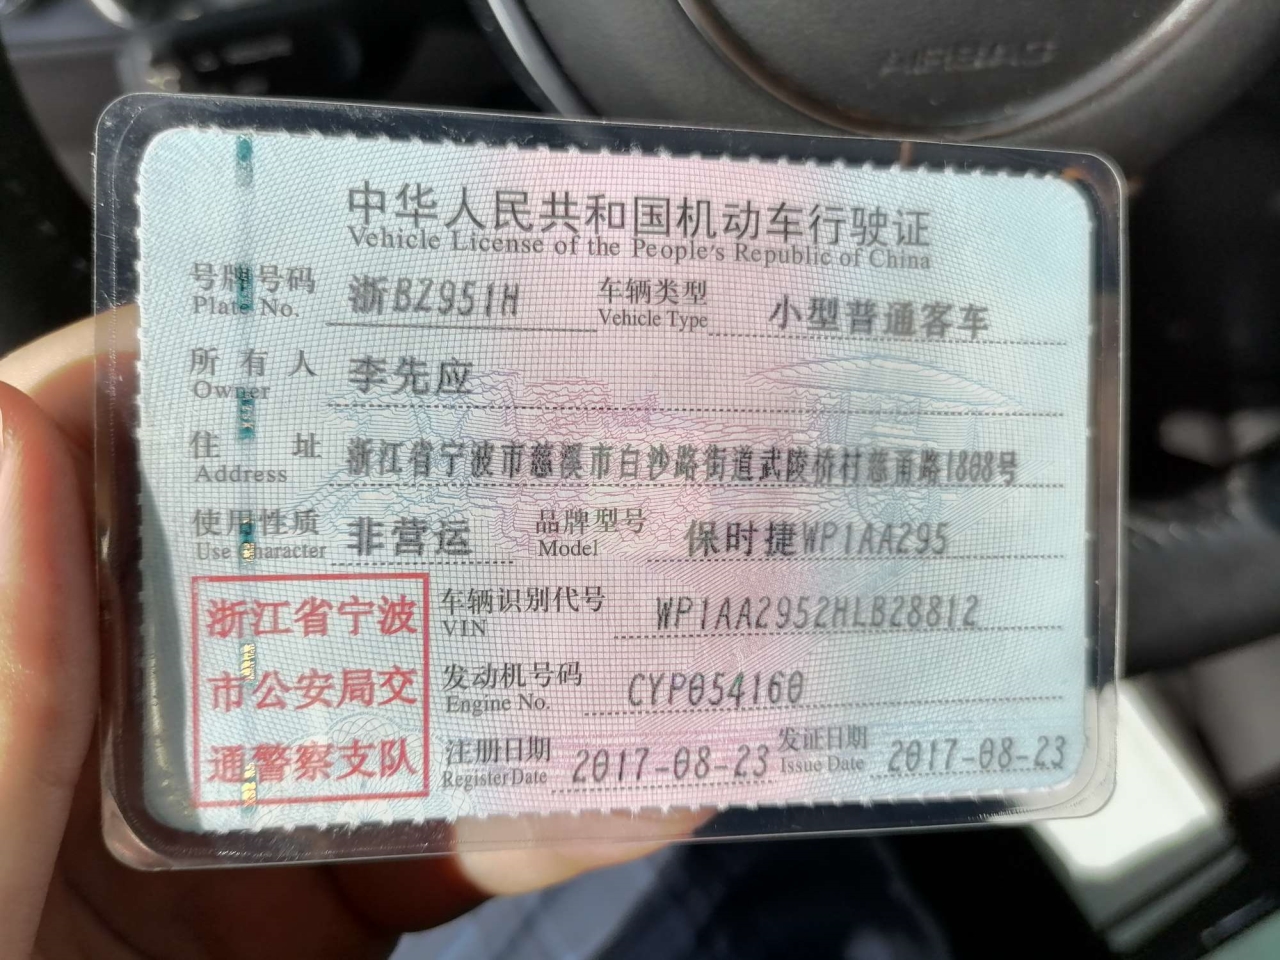 AIRBAG
中华人民共和国机动车行驶证
Vehicle License of the People's Republic of China
号牌号码 浙BZ951H 车辆类型 小型普通客车
Plate No. Vehicle Type
所有人 李先应
Owner
住址 浙江省宁波市慈溪市白沙路街道武陵桥村慈甬路1808号
Address
使用性质 非营运 品牌型号 保时捷WP1AA295
Use Character Model
浙江省宁波
市公安局交
通警察支队
车辆识别代号 WP1AA2952HLB28812
VIN
发动机号码 CYP054160
Engine No.
注册日期 2017-08-23 发证日期 2017-08-23
Register Date Issue Date